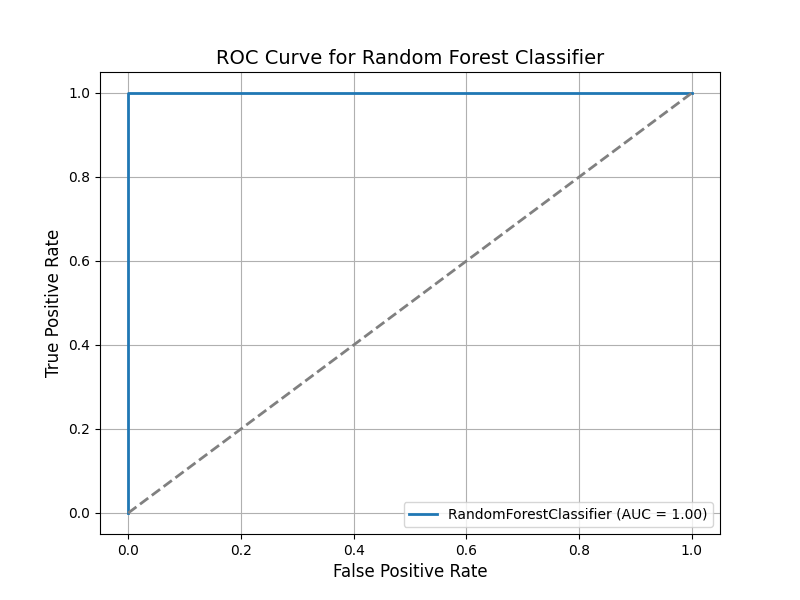 ROC Curve for Random Forest Classifier
True Positive Rate
1.0
0.8
0.6
0.4
0.2
0.0
RandomForestClassifier (AUC = 1.00)
0.0 0.2 0.4 0.6 0.8 1.0
False Positive Rate